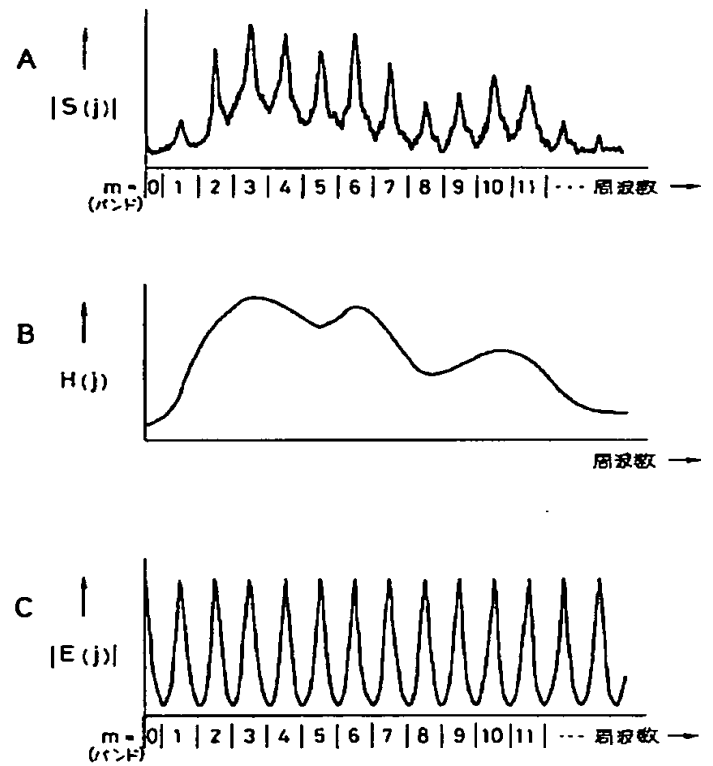 A
|S(j)|
m= 0 | 1 | 2 | 3 | 4 | 5 | 6 | 7 | 8 | 9 | 10 | 11 | ... 周波数 →
(バンド)
B
H(j)
周波数 →
C
|E(j)|
m= 0 | 1 | 2 | 3 | 4 | 5 | 6 | 7 | 8 | 9 | 10 | 11 | ... 周波数 →
(バンド)